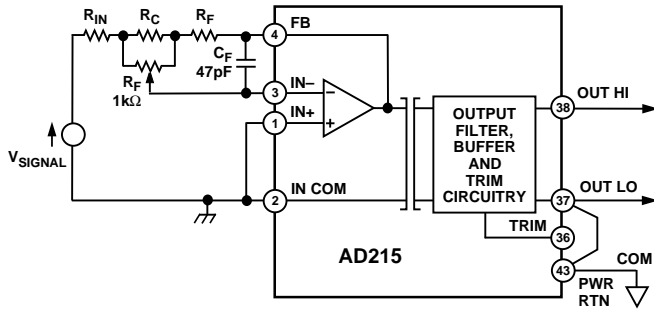 RIN
RC
RF
4
FB
RF
1kΩ
CF
47pF
3
IN–
–
1
IN+
+
VSIGNAL
2
IN COM
OUTPUT
FILTER,
BUFFER
AND
TRIM
CIRCUITRY
38
OUT HI
37
OUT LO
TRIM
36
AD215
43
COM
PWR
RTN